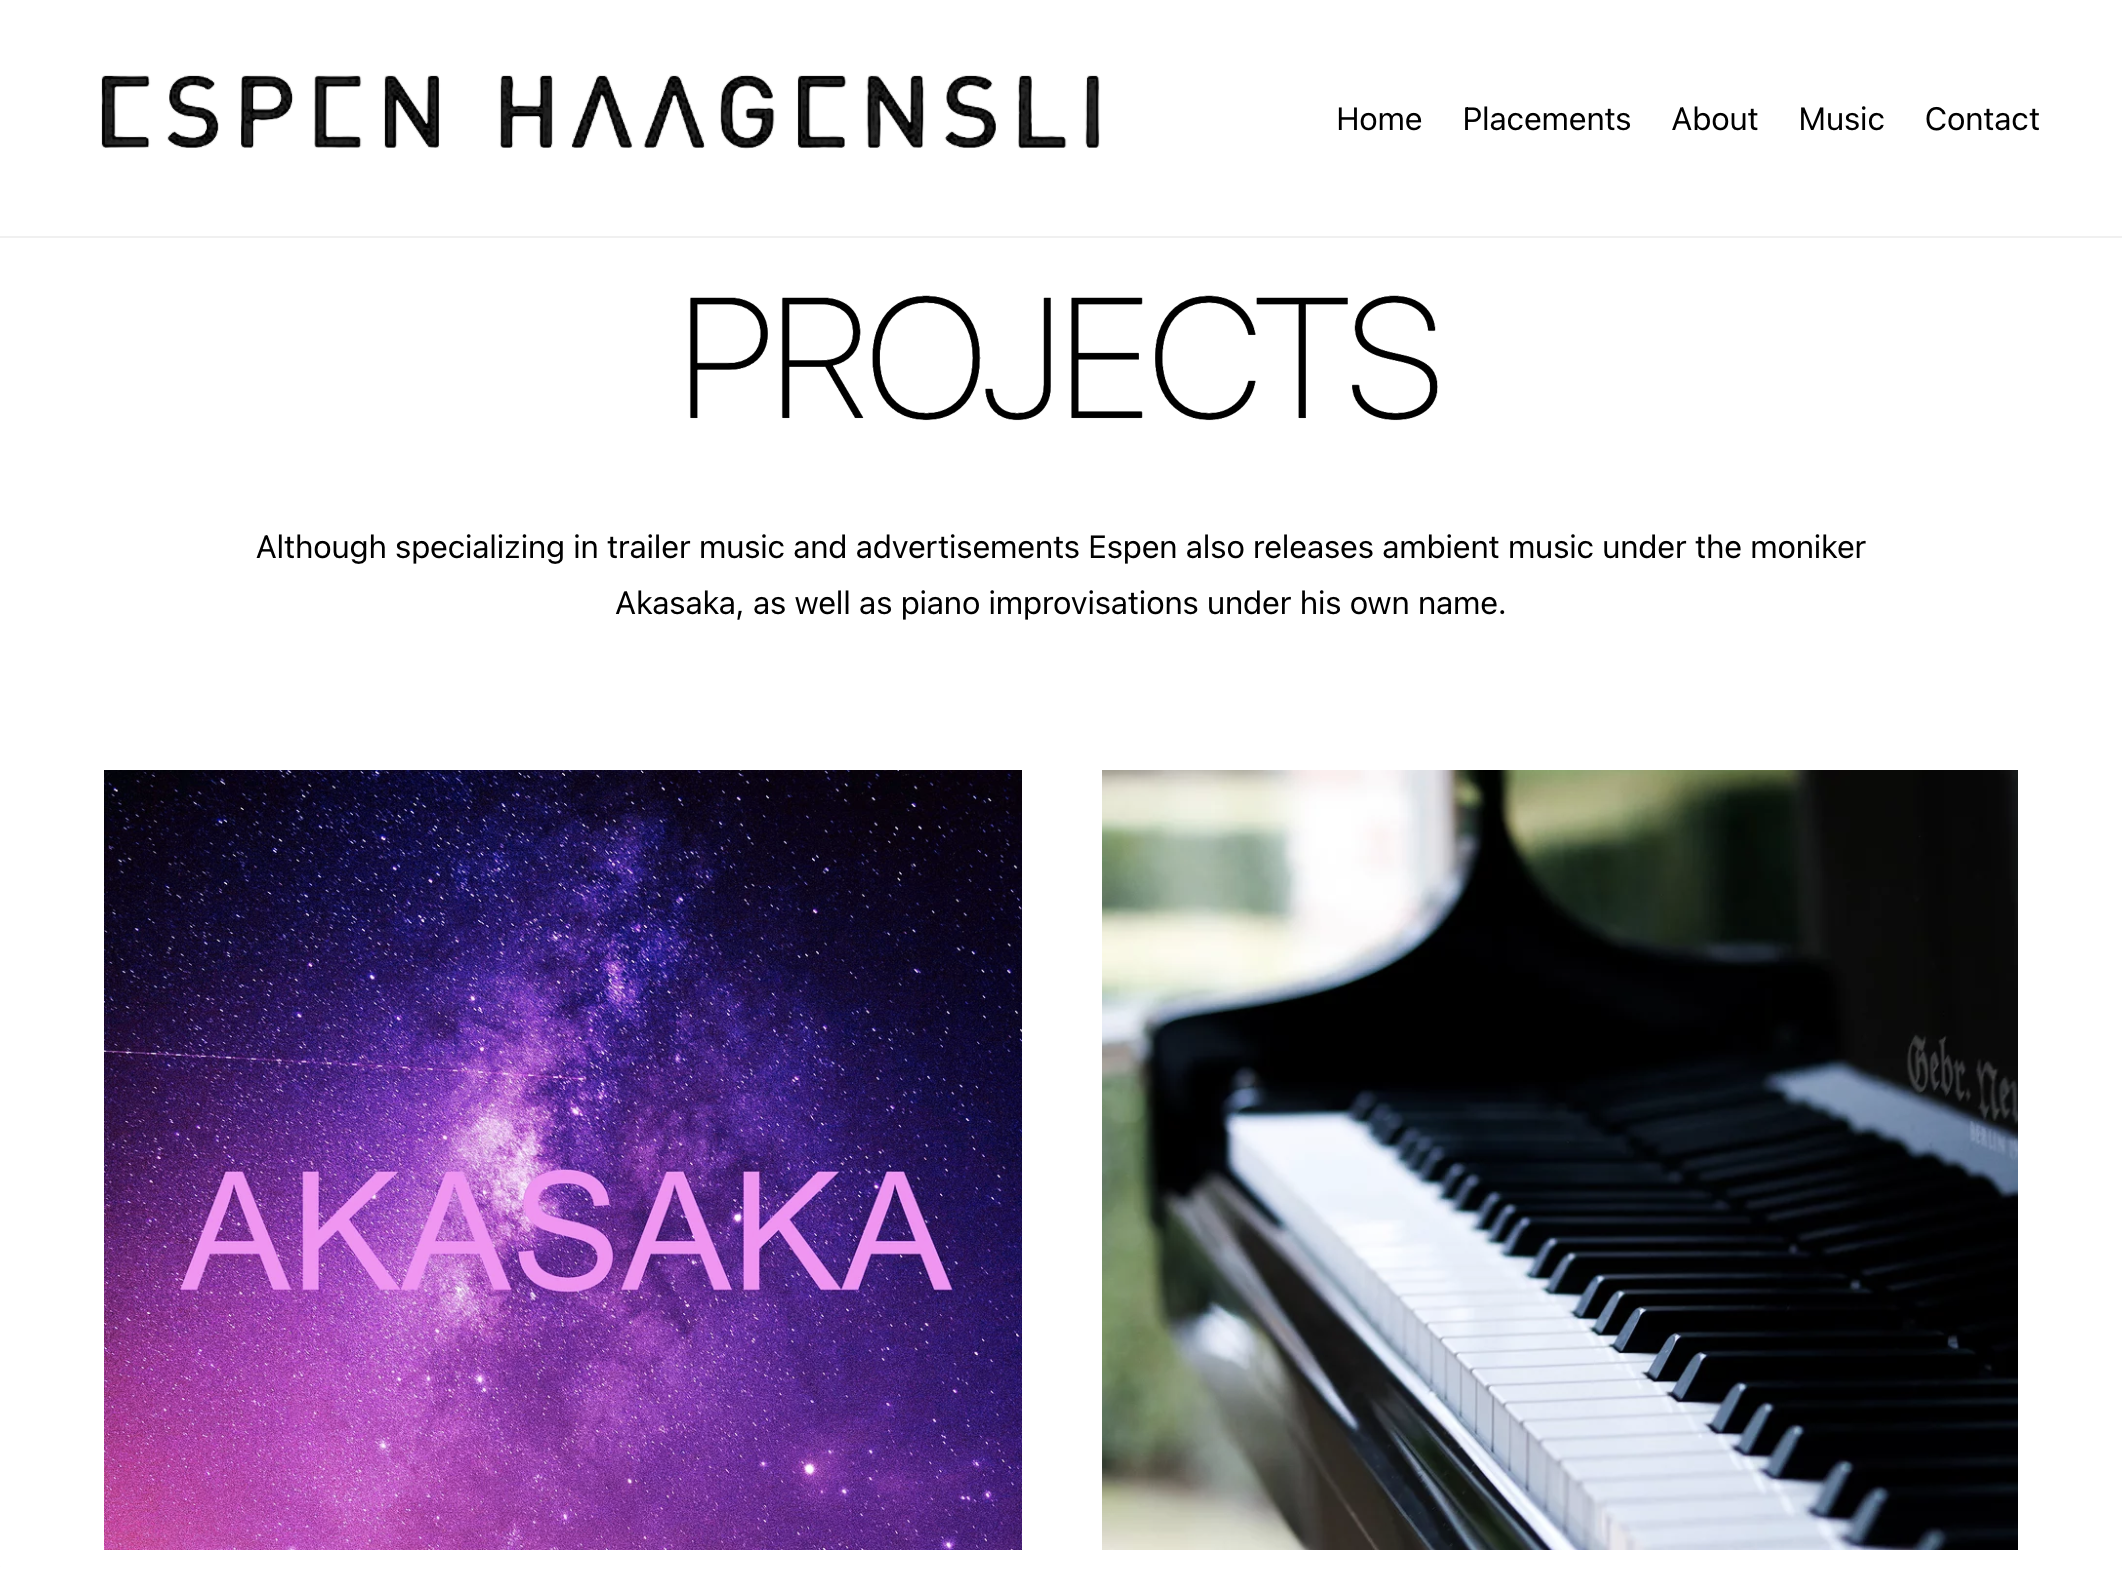 ESPEN HAAGENSLI
Home Placements About Music Contact
PROJECTS
Although specializing in trailer music and advertisements Espen also releases ambient music under the moniker
Akasaka, as well as piano improvisations under his own name.
AKASAKA
Gebr.